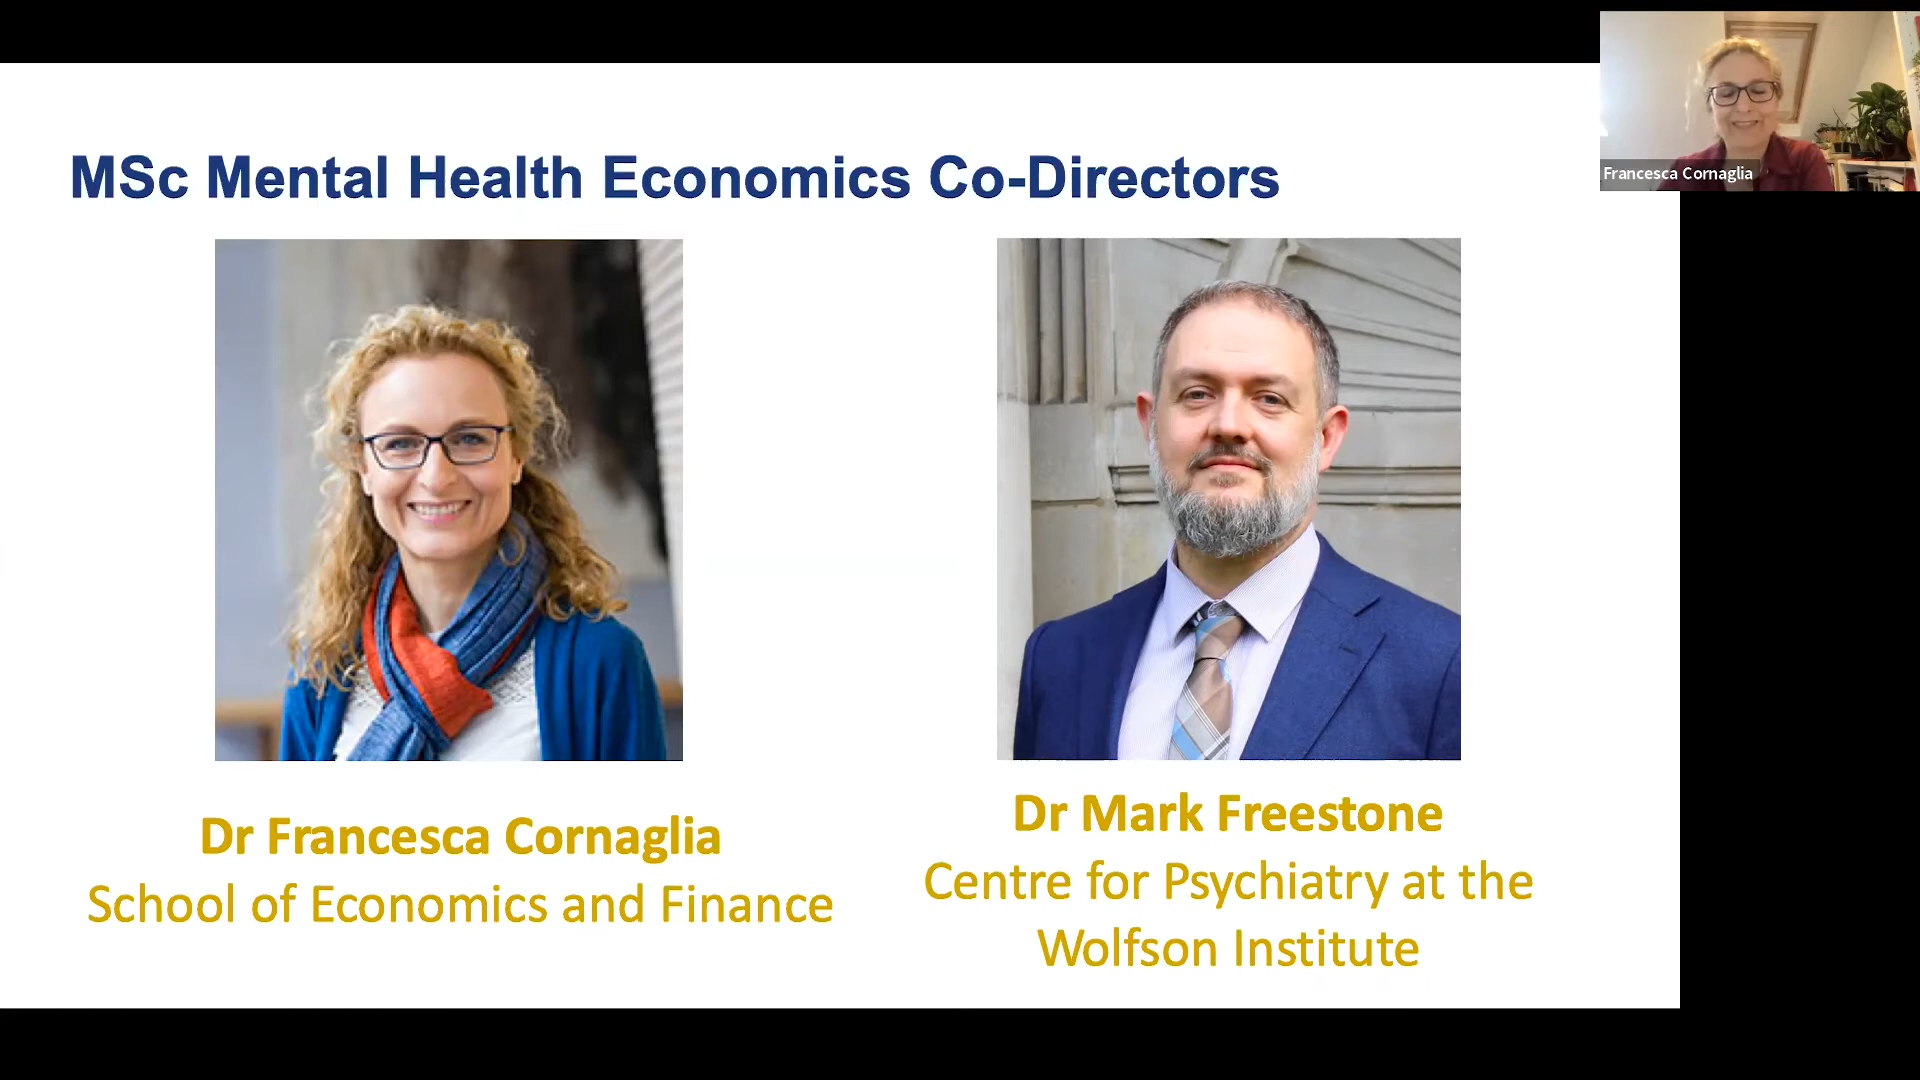 MSc Mental Health Economics Co-Directors
Francesca Cornaglia
Dr Francesca Cornaglia
School of Economics and Finance
Dr Mark Freestone
Centre for Psychiatry at the
Wolfson Institute